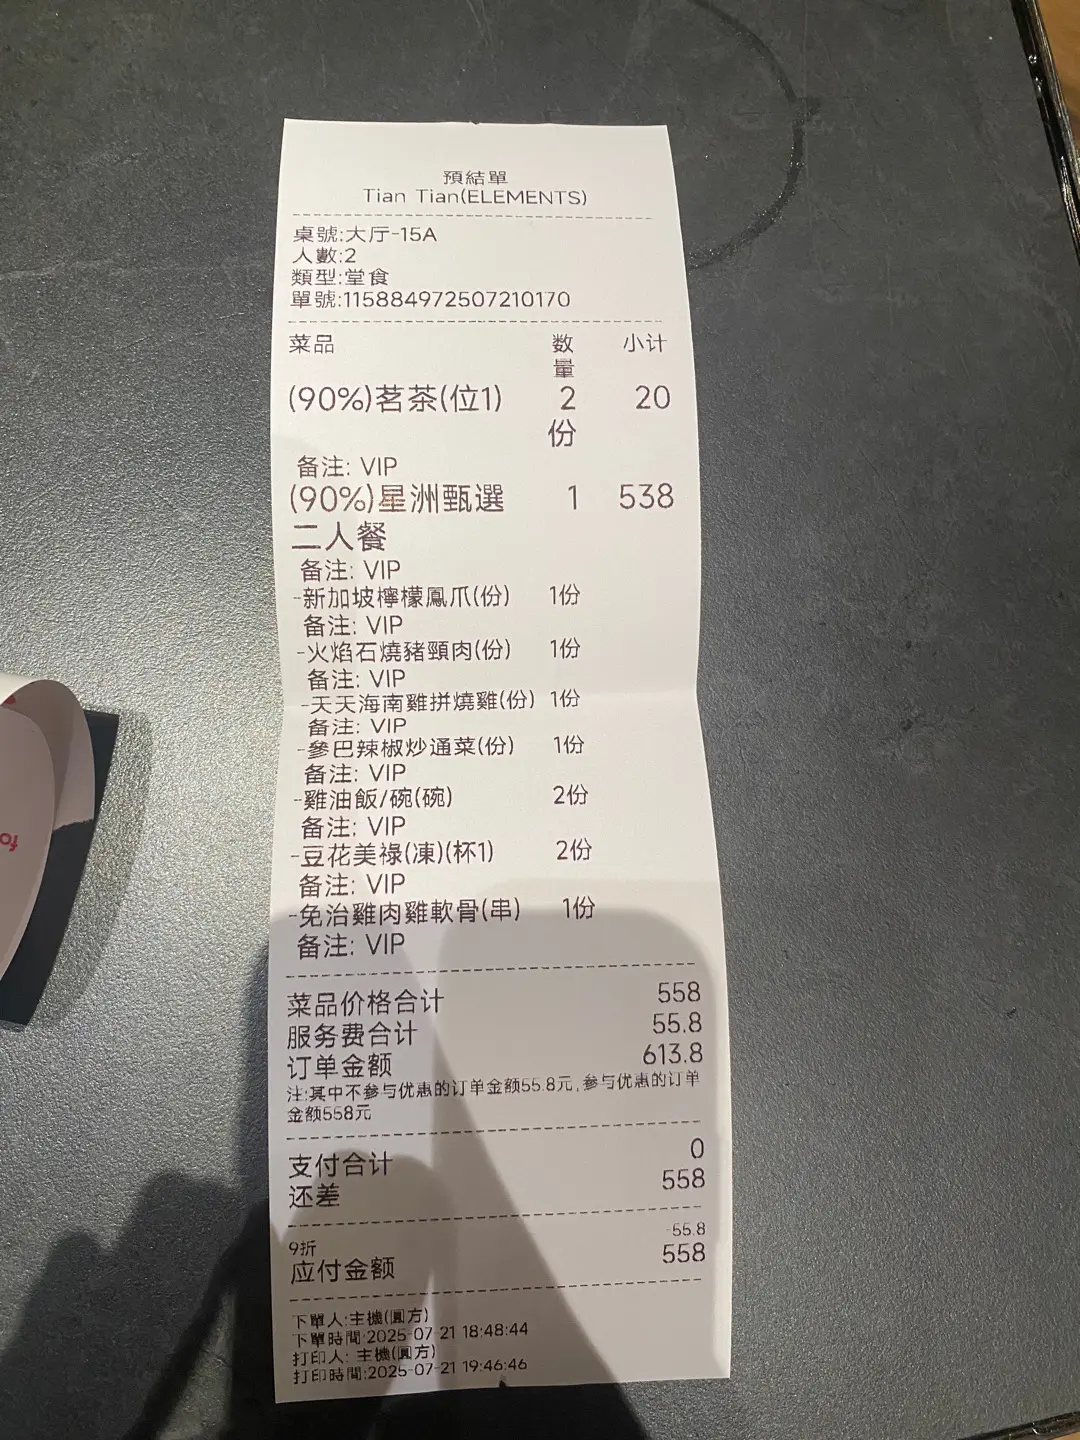 預結單
Tian Tian(ELEMENTS)
桌號:大厅-15A
人數:2
類型:堂食
單號:115884972507210170
菜品 数量 小计
(90%)茗茶(位1) 2份 20
备注: VIP
(90%)星洲甄選 1 538
二人餐
备注: VIP
-新加坡檸檬鳳爪(份) 1份
备注: VIP
-火焰石燒豬頸肉(份) 1份
备注: VIP
-天天海南雞拼燒雞(份) 1份
备注: VIP
-參巴辣椒炒通菜(份) 1份
备注: VIP
-雞油飯/碗(碗) 2份
备注: VIP
-豆花美祿(凍)(杯1) 2份
备注: VIP
-免治雞肉雞軟骨(串) 1份
备注: VIP
菜品价格合计 558
服务费合计 55.8
订单金额 613.8
注:其中不参与优惠的订单金额55.8元,参与优惠的订单
金额558元
支付合计 0
还差 558
9折 -55.8
应付金额 558
下單人:主機(圓方)
下單時間:2025-07-21 18:48:44
打印人: 主機(圓方)
打印時間:2025-07-21 19:46:46